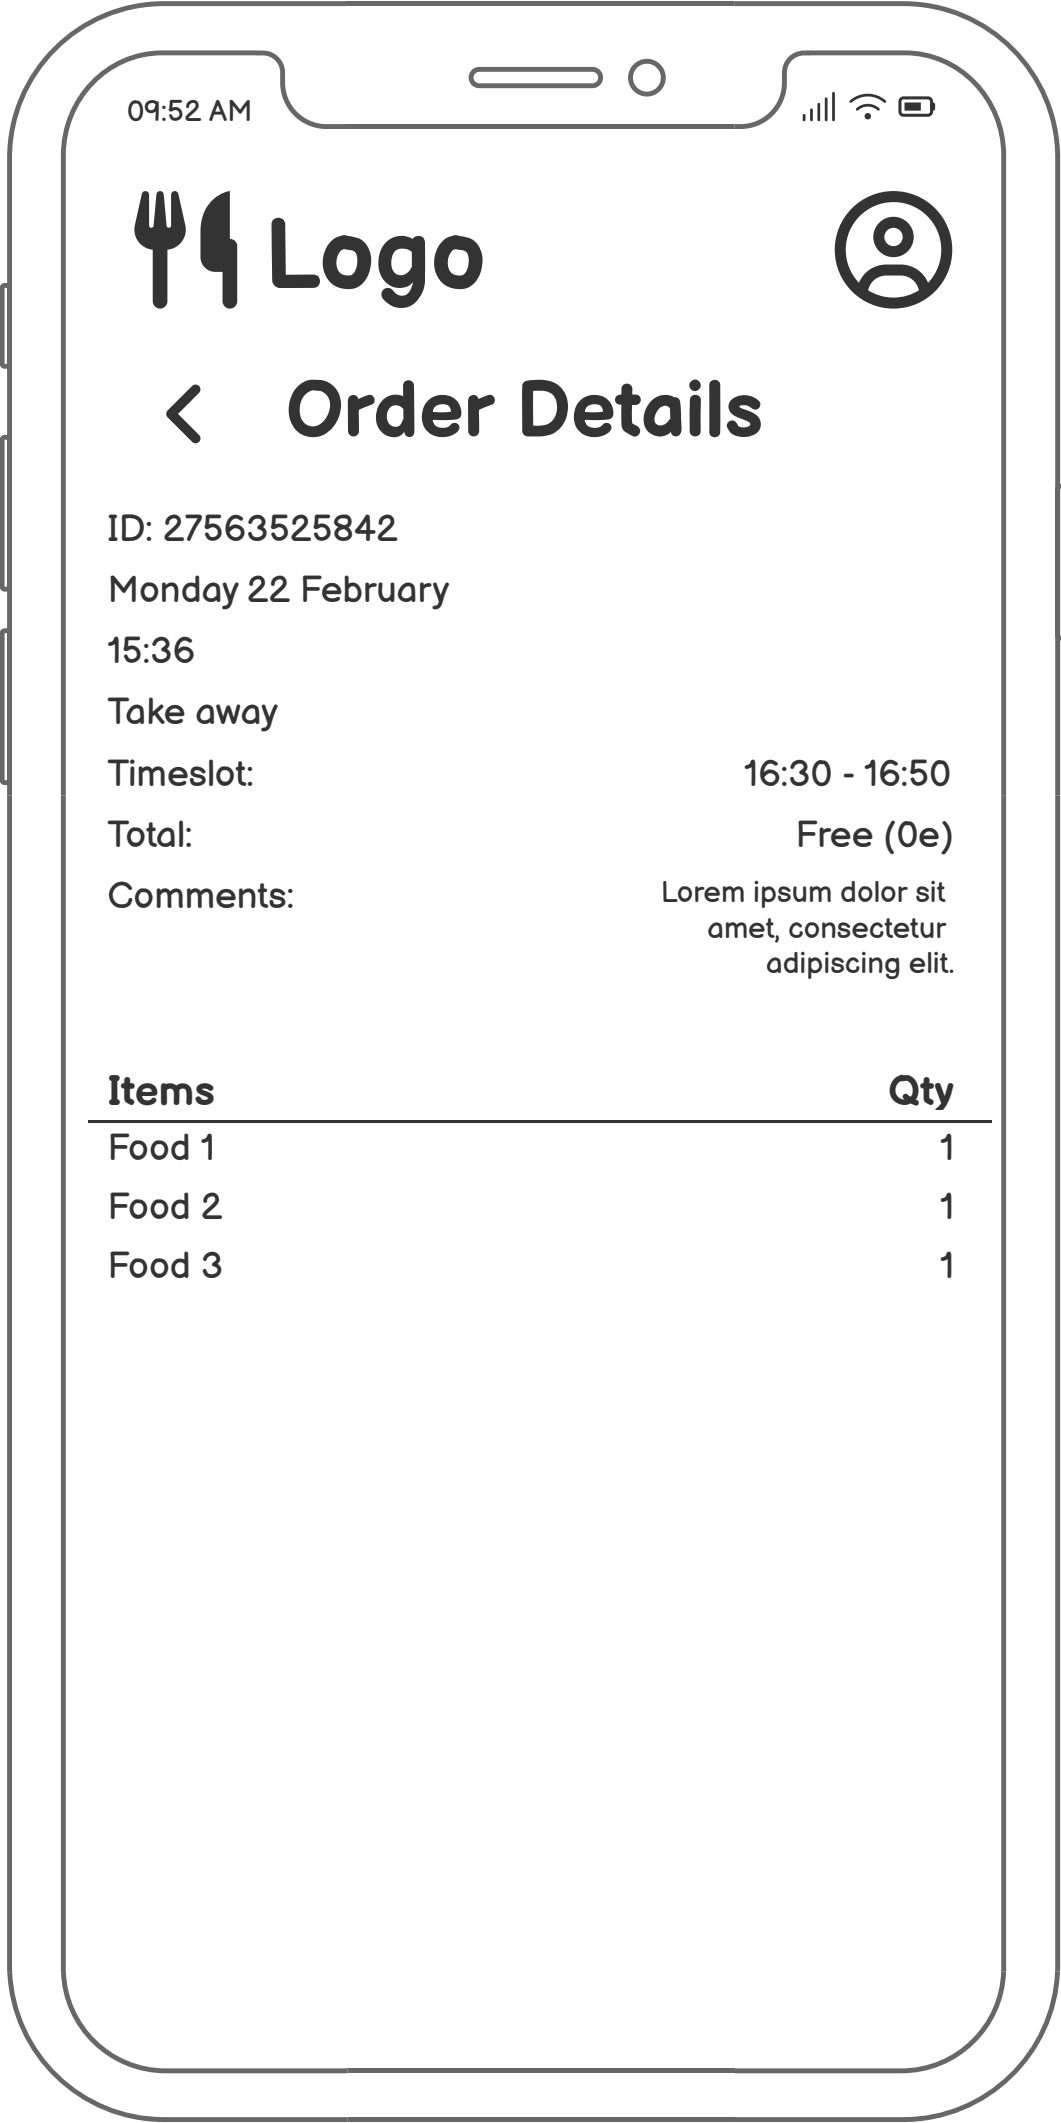 09:52 AM
Logo
Order Details
ID: 27563525842
Monday 22 February
15:36
Take away
Timeslot: 16:30 - 16:50
Total: Free (0e)
Comments: Lorem ipsum dolor sit
amet, consectetur
adipiscing elit.
Items Qty
Food 1 1
Food 2 1
Food 3 1